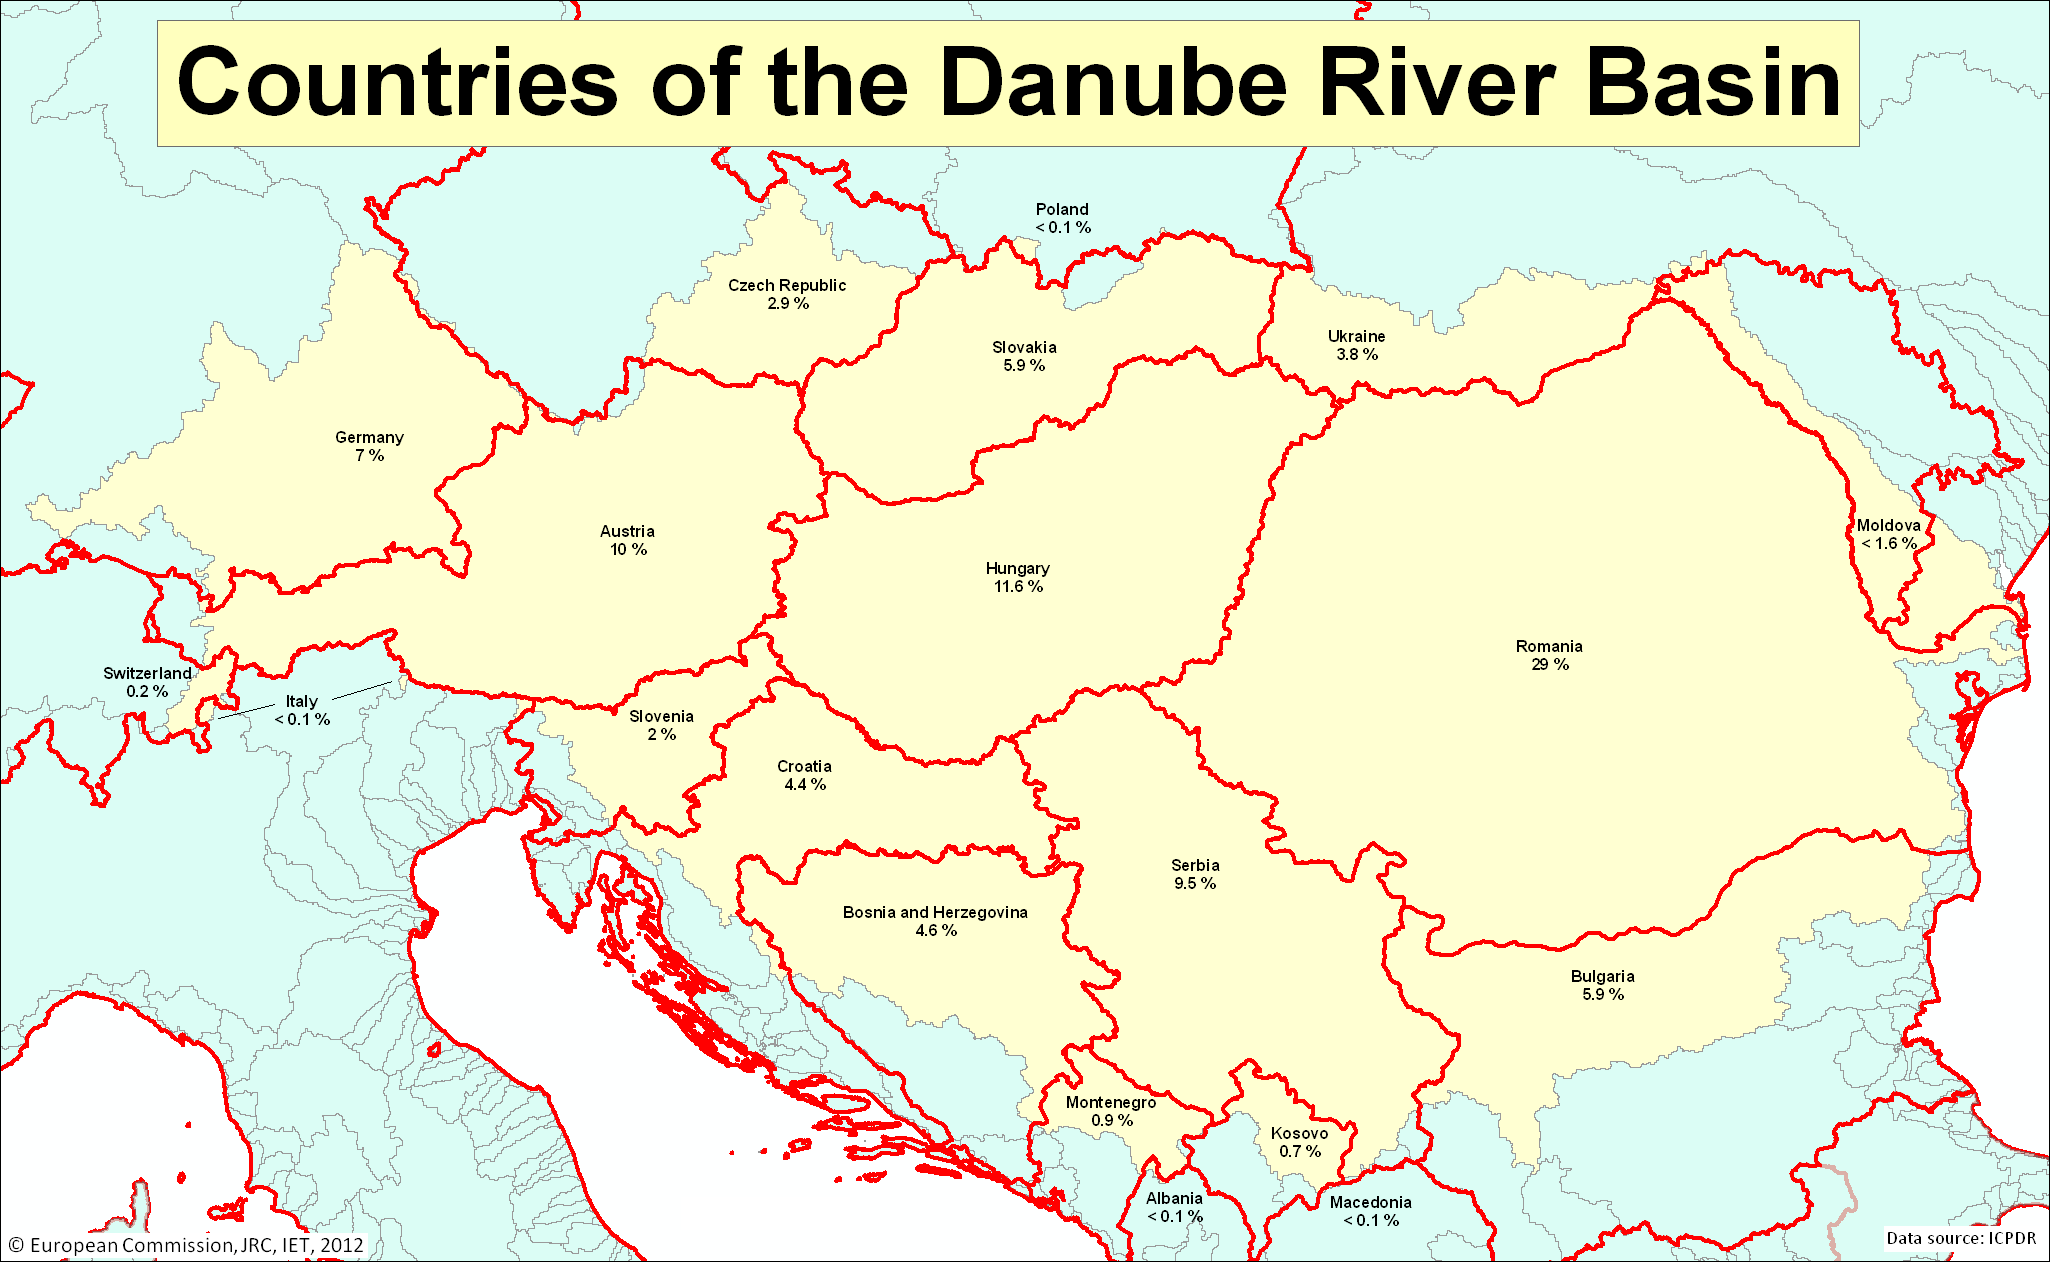 Countries of the Danube River Basin
Poland
< 0.1 %
Czech Republic
2.9 %
Slovakia
5.9 %
Ukraine
3.8 %
Germany
7 %
Austria
10 %
Hungary
11.6 %
Moldova
< 1.6 %
Romania
29 %
Switzerland
0.2 %
Italy
< 0.1 %
Slovenia
2 %
Croatia
4.4 %
Serbia
9.5 %
Bosnia and Herzegovina
4.6 %
Bulgaria
5.9 %
Montenegro
0.9 %
Kosovo
0.7 %
Albania
< 0.1 %
Macedonia
< 0.1 %
© European Commission, JRC, IET, 2012
Data source: ICPDR